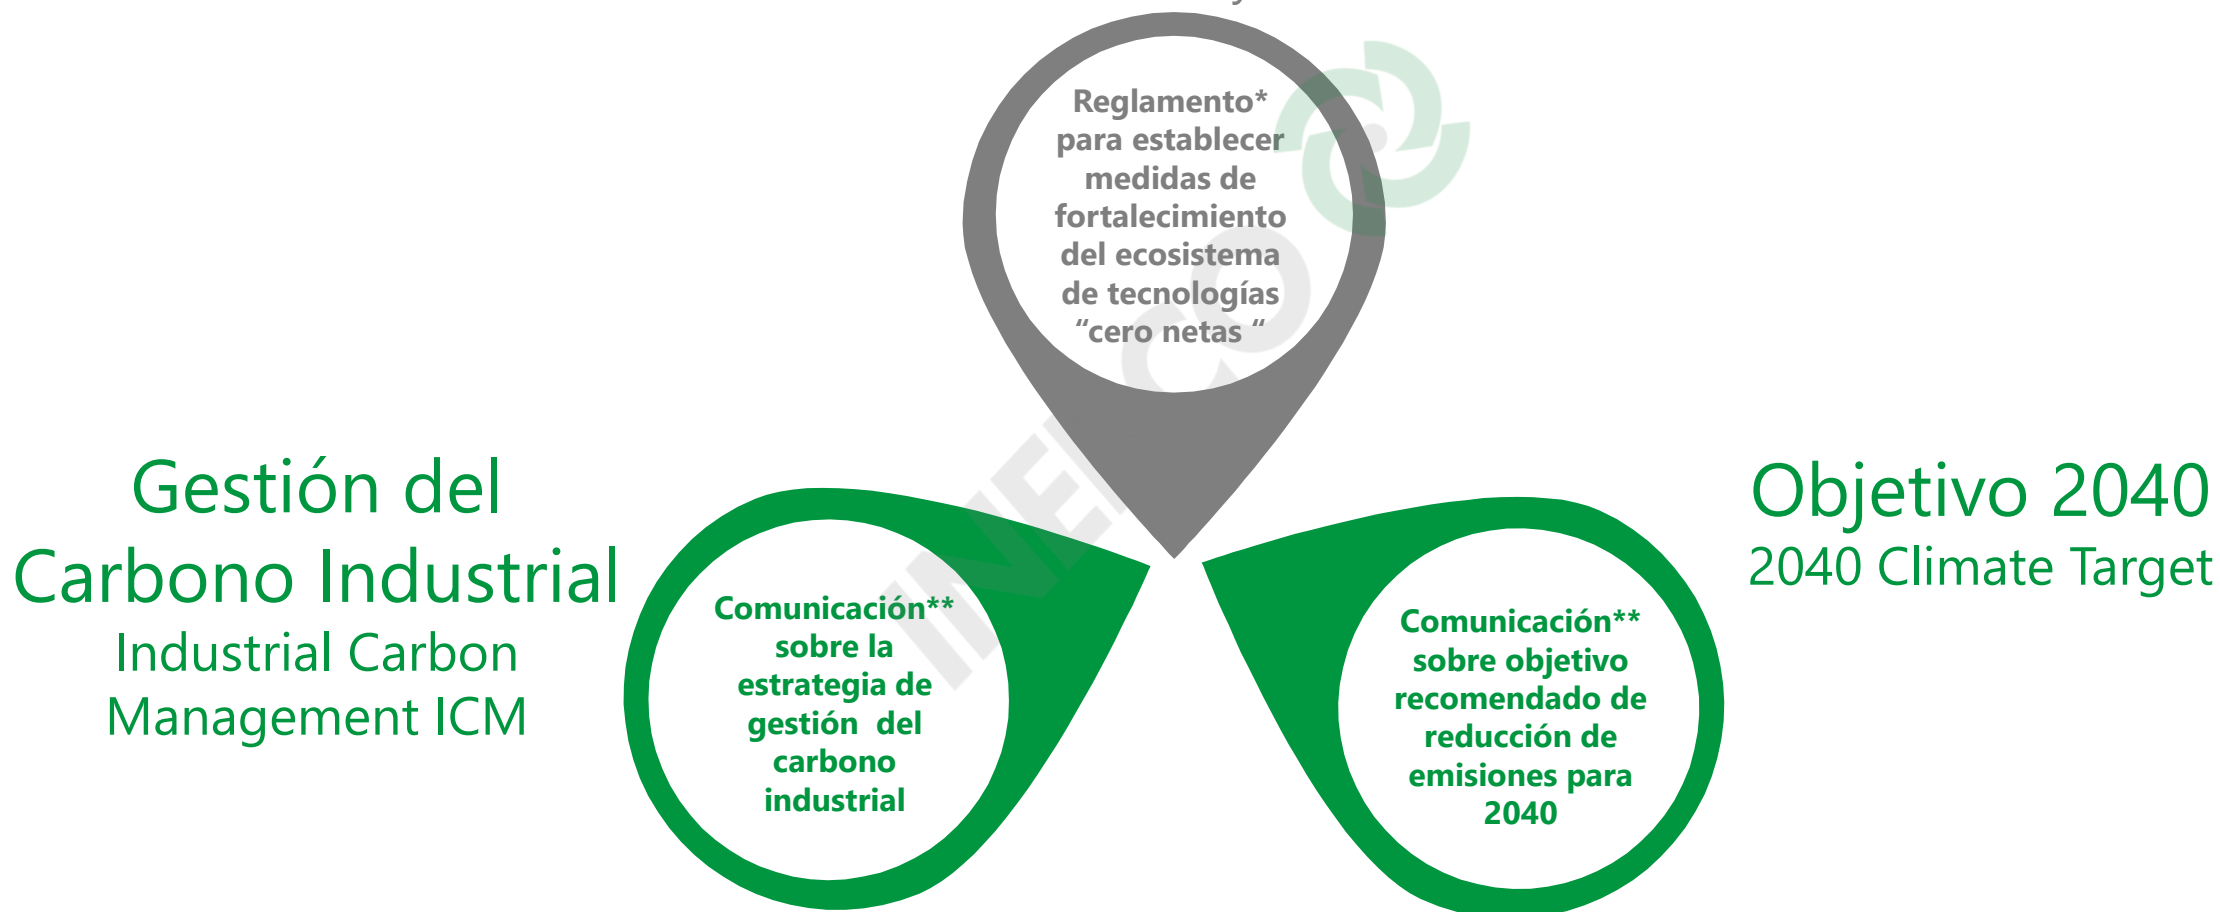 Reglamento*
para establecer
medidas de
fortalecimiento
del ecosistema
de tecnologías
“cero netas “
Gestión del
Carbono Industrial
Industrial Carbon
Management ICM
Comunicación**
sobre la
estrategia de
gestión  del
carbono
industrial
Objetivo 2040
2040 Climate Target
Comunicación**
sobre objetivo
recomendado de
reducción de
emisiones para
2040